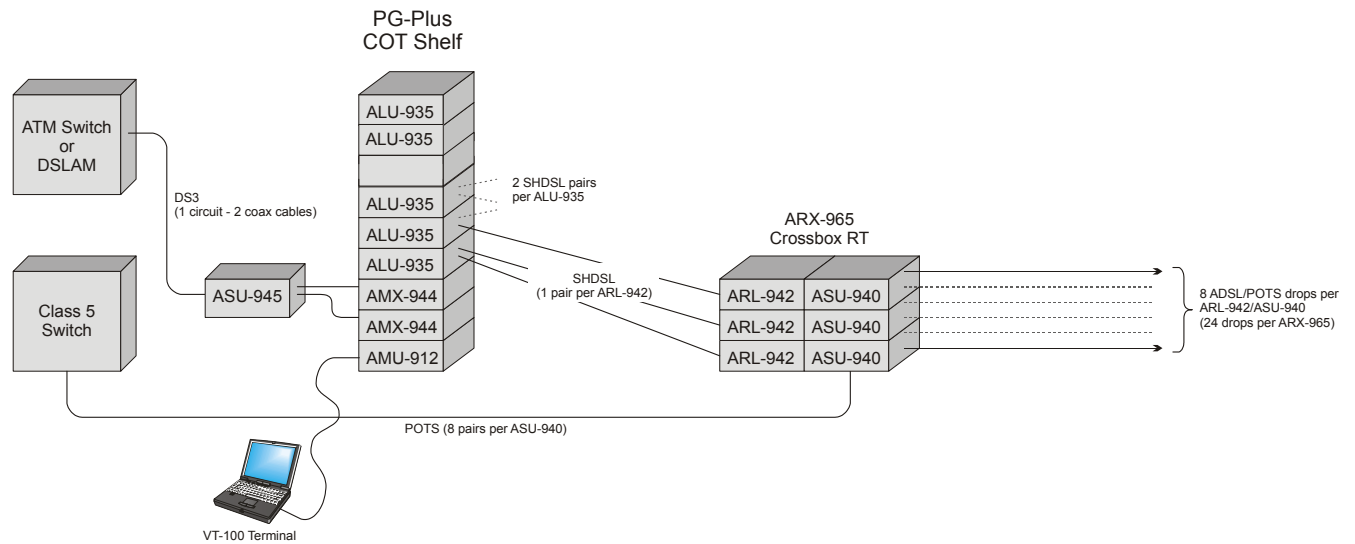 PG-Plus
COT Shelf
ATM Switch
or
DSLAM
DS3
(1 circuit - 2 coax cables)
Class 5
Switch
ASU-945
ALU-935
ALU-935
ALU-935
ALU-935
ALU-935
AMX-944
AMX-944
AMU-912
2 SHDSL pairs
per ALU-935
SHDSL
(1 pair per ARL-942)
ARX-965
Crossbox RT
ARL-942
ASU-940
ARL-942
ASU-940
ARL-942
ASU-940
8 ADSL/POTS drops per
ARL-942/ASU-940
(24 drops per ARX-965)
POTS (8 pairs per ASU-940)
VT-100 Terminal